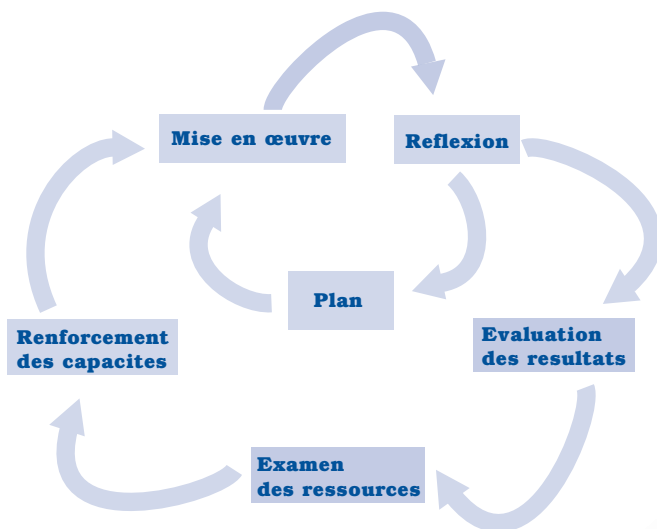 Mise en œuvre
Reflexion
Plan
Renforcement
des capacites
Evaluation
des resultats
Examen
des ressources